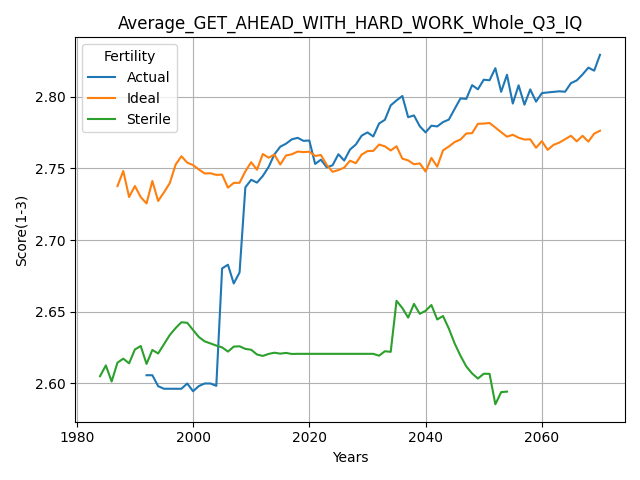 Average_GET_AHEAD_WITH_HARD_WORK_Whole_Q3_IQ
Fertility
Actual
Ideal
Sterile
Score(1-3)
2.80
2.75
2.70
2.65
2.60
1980
2000
2020
2040
2060
Years